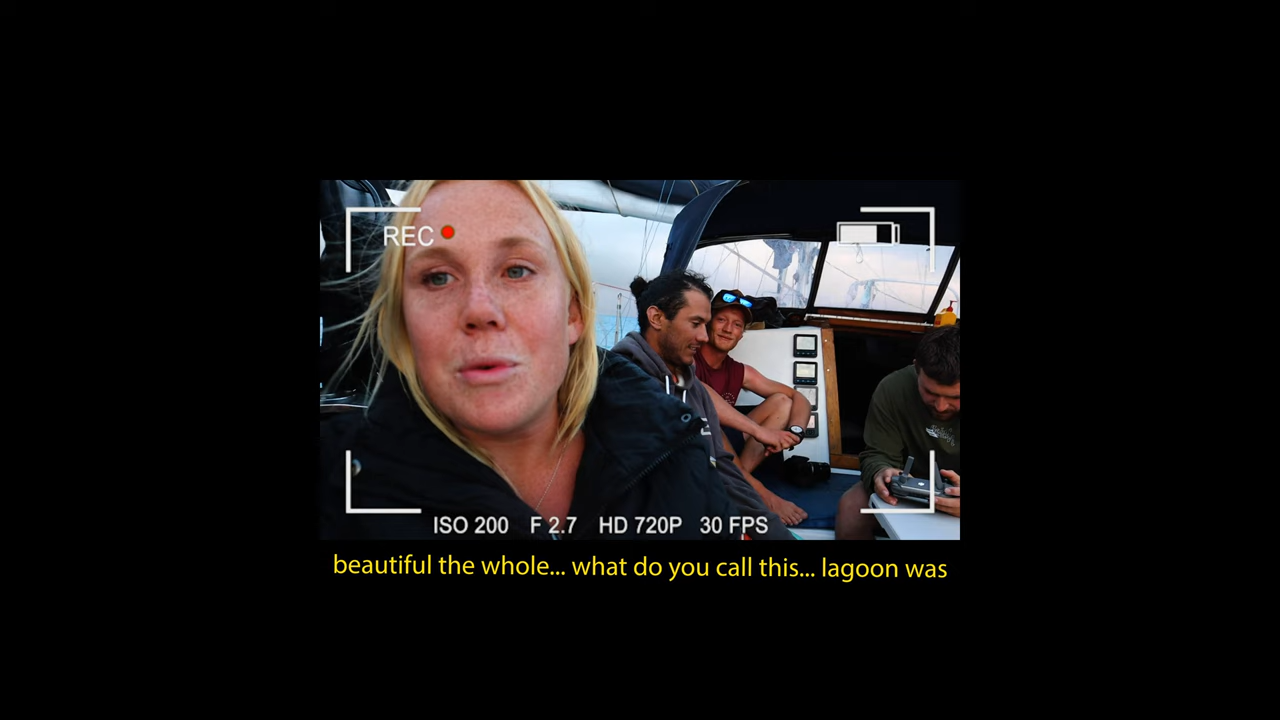 REC
ISO 200 F 2.7 HD 720P 30 FPS
beautiful the whole... what do you call this... lagoon was